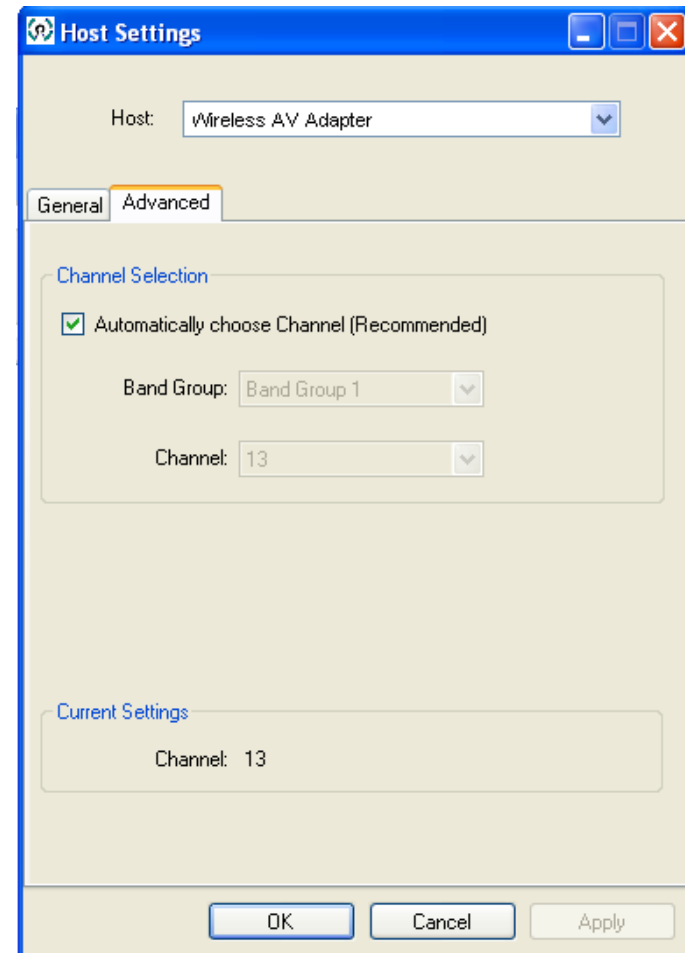 Host Settings
Host: Wireless AV Adapter
General Advanced
Channel Selection
Automatically choose Channel (Recommended)
Band Group: Band Group 1
Channel: 13
Current Settings
Channel: 13
OK Cancel Apply